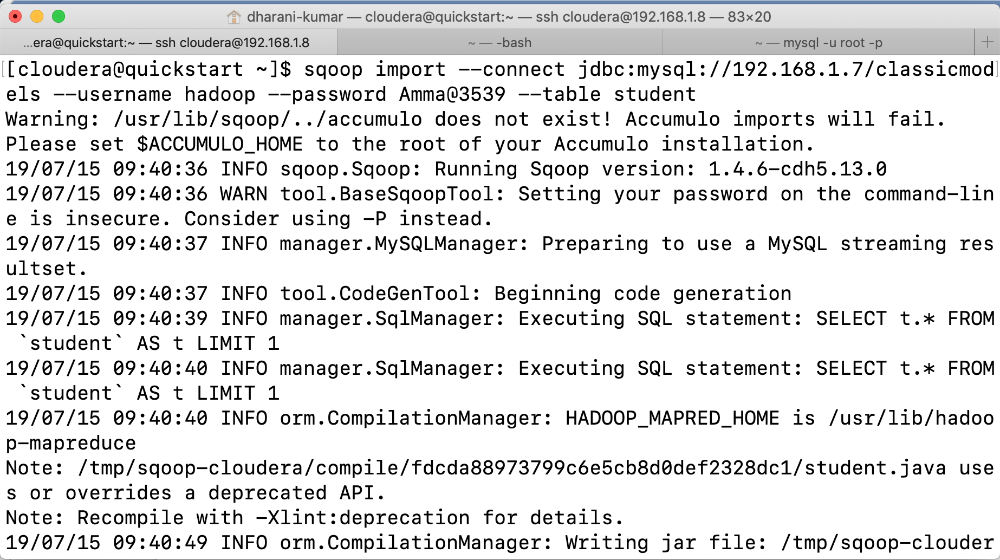 dharani-kumar — cloudera@quickstart:~ — ssh cloudera@192.168.1.8 — 83×20
...era@quickstart:~ — ssh cloudera@192.168.1.8
~ — -bash
~ — mysql -u root -p
[cloudera@quickstart ~]$ sqoop import --connect jdbc:mysql://192.168.1.7/classicmod
els --username hadoop --password Amma@3539 --table student
Warning: /usr/lib/sqoop/../accumulo does not exist! Accumulo imports will fail.
Please set $ACCUMULO_HOME to the root of your Accumulo installation.
19/07/15 09:40:36 INFO sqoop.Sqoop: Running Sqoop version: 1.4.6-cdh5.13.0
19/07/15 09:40:36 WARN tool.BaseSqoopTool: Setting your password on the command-lin
e is insecure. Consider using -P instead.
19/07/15 09:40:37 INFO manager.MySQLManager: Preparing to use a MySQL streaming res
ultset.
19/07/15 09:40:37 INFO tool.CodeGenTool: Beginning code generation
19/07/15 09:40:39 INFO manager.SqlManager: Executing SQL statement: SELECT t.* FROM
 `student` AS t LIMIT 1
19/07/15 09:40:40 INFO manager.SqlManager: Executing SQL statement: SELECT t.* FROM
 `student` AS t LIMIT 1
19/07/15 09:40:40 INFO orm.CompilationManager: HADOOP_MAPRED_HOME is /usr/lib/hadoo
p-mapreduce
Note: /tmp/sqoop-cloudera/compile/fdcda88973799c6e5cb8d0def2328dc1/student.java use
s or overrides a deprecated API.
Note: Recompile with -Xlint:deprecation for details.
19/07/15 09:40:49 INFO orm.CompilationManager: Writing jar file: /tmp/sqoop-clouder